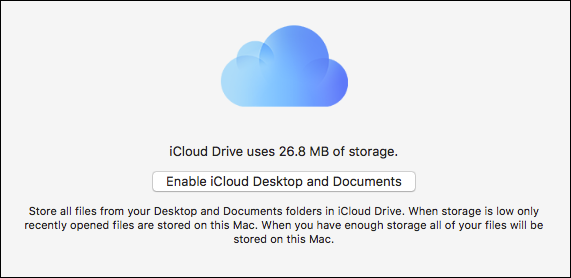 iCloud Drive uses 26.8 MB of storage.
Enable iCloud Desktop and Documents
Store all files from your Desktop and Documents folders in iCloud Drive. When storage is low only
recently opened files are stored on this Mac. When you have enough storage all of your files will be
stored on this Mac.